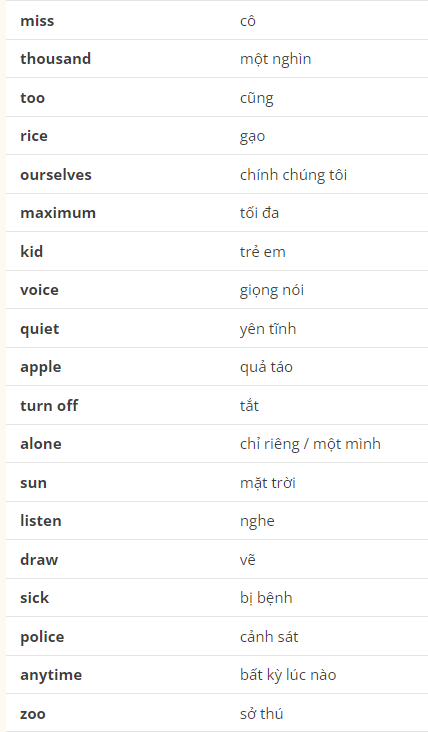 miss cô
thousand một nghìn
too cũng
rice gạo
ourselves chính chúng tôi
maximum tối đa
kid trẻ em
voice giọng nói
quiet yên tĩnh
apple quả táo
turn off tắt
alone chỉ riêng / một mình
sun mặt trời
listen nghe
draw vẽ
sick bị bệnh
police cảnh sát
anytime bất kỳ lúc nào
zoo sở thú